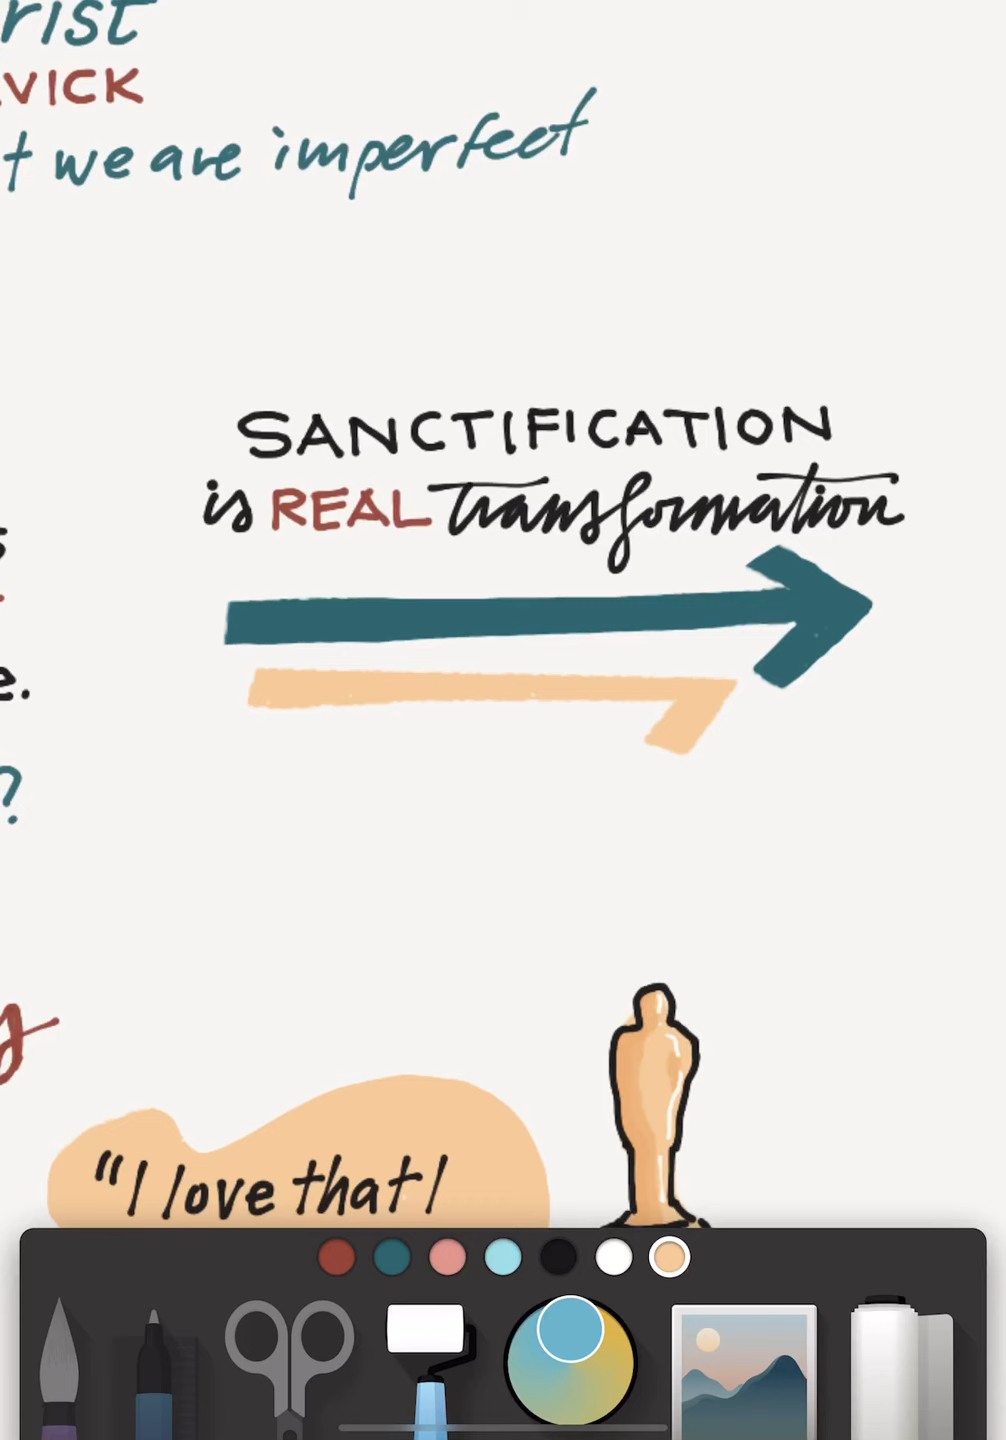 rist
VICK
t we are imperfect
SANCTIFICATION
is REAL transformation
s
e.
?
y
"I love that I